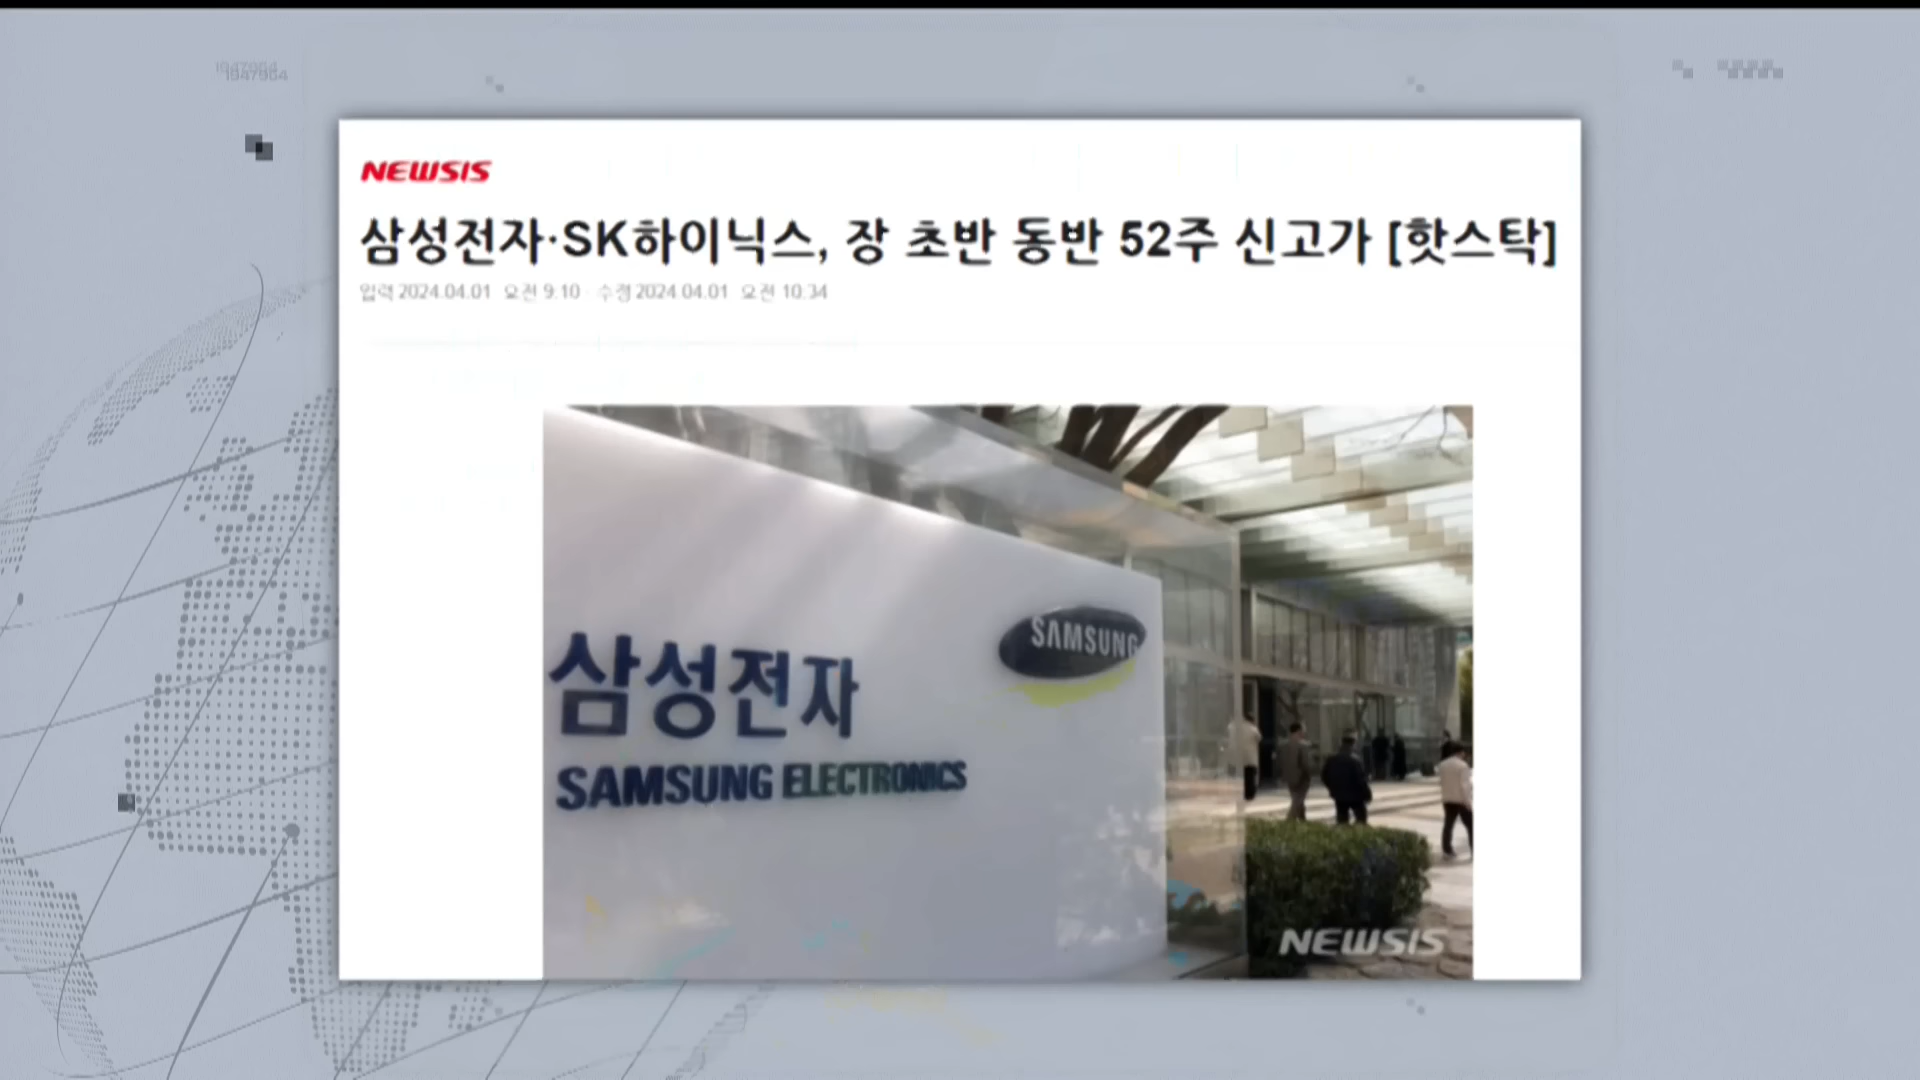 1947964
1947964
NEWSIS
삼성전자·SK하이닉스, 장 초반 동반 52주 신고가 [핫스탁]
입력 2024.04.01 오전 9:10 수정 2024.04.01 오전 10:34
SAMSUNG
삼성전자
SAMSUNG ELECTRONICS
NEWSIS